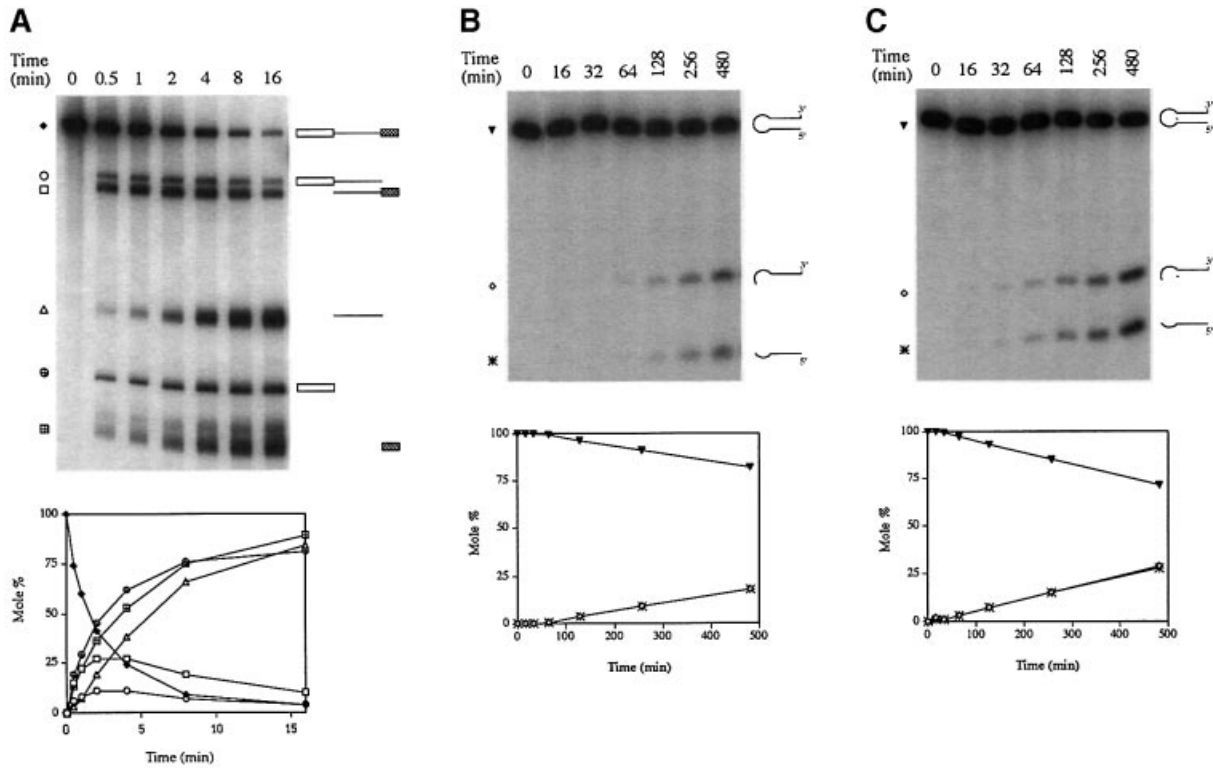 A
Time
(min) 0 0.5 1 2 4 8 16
100
75
50
25
0
Mole %
0 5 10 15
Time (min)
B
Time
(min) 0 16 32 64 128 256 480
3'
5'
3'
5'
100
75
50
25
0
Mole %
0 100 200 300 400 500
Time (min)
C
Time
(min) 0 16 32 64 128 256 480
3'
5'
3'
5'
100
75
50
25
0
Mole %
0 100 200 300 400 500
Time (min)